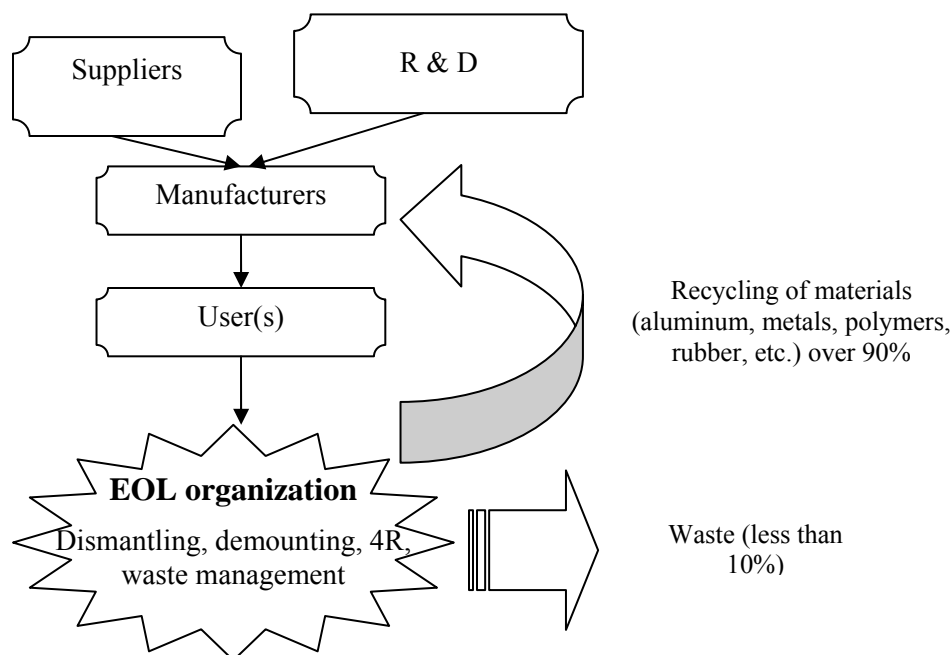 Suppliers
R & D
Manufacturers
User(s)
Recycling of materials
(aluminum, metals, polymers,
rubber, etc.) over 90%
EOL organization
Dismantling, demounting, 4R,
waste management
Waste (less than
10%)